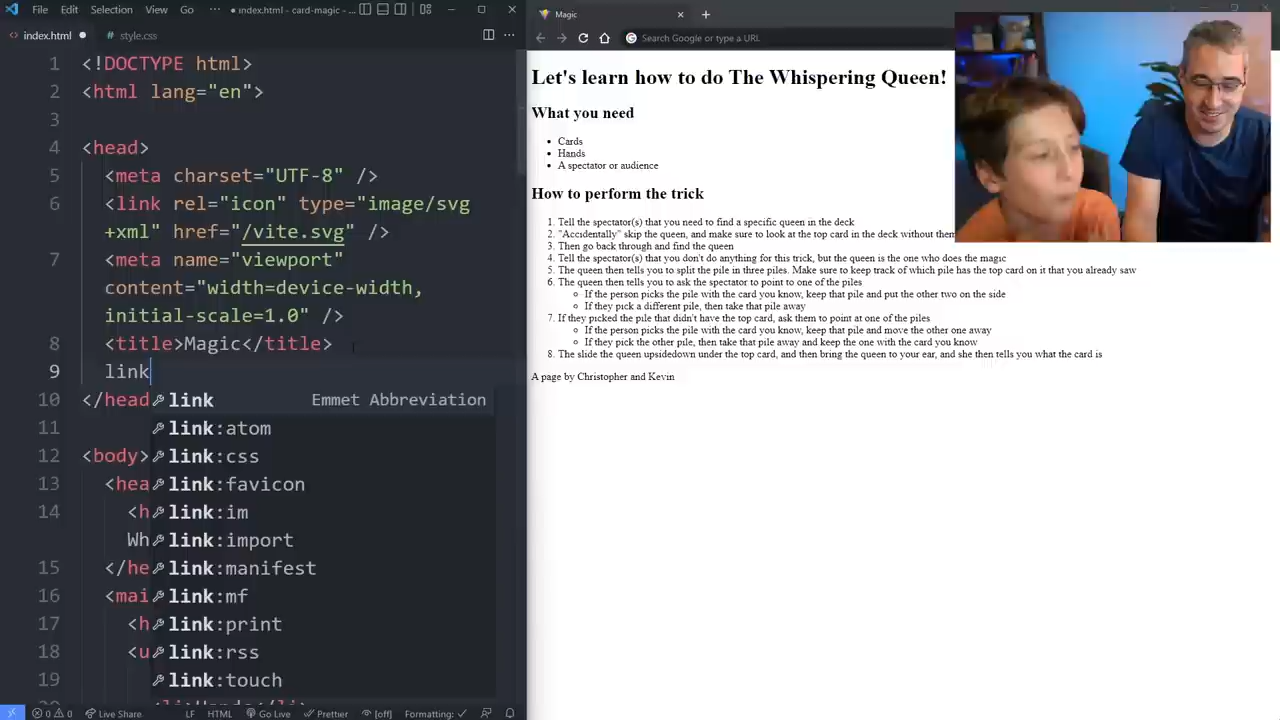 File Edit Selection View Go ··· ● index.html - card-magic -
index.html ●
style.css
1 <!DOCTYPE html>
2 <html lang="en">
3
4 <head>
5 <meta charset="UTF-8" />
6 <link rel="icon" type="image/svg
+xml" href="/vite.svg" />
7 <meta name="viewport"
content="width=device-width,
initial-scale=1.0" />
8 <title>Magic</title>
9 link
10 </head
11
12 <body>
13 <hea
14 <h
Wh
15 </he
16 <mai
17 <h
18 <u
19
link Emmet Abbreviation
link:atom
link:css
link:favicon
link:im
link:import
link:manifest
link:mf
link:print
link:rss
link:touch
0 0 Live Share LF HTML Go Live Prettier [off] Formatting:
Magic
Search Google or type a URL
Let's learn how to do The Whispering Queen!
What you need
• Cards
• Hands
• A spectator or audience
How to perform the trick
1. Tell the spectator(s) that you need to find a specific queen in the deck
2. "Accidentally" skip the queen, and make sure to look at the top card in the deck without them
3. Then go back through and find the queen
4. Tell the spectator(s) that you don't do anything for this trick, but the queen is the one who does the magic
5. The queen then tells you to split the pile in three piles. Make sure to keep track of which pile has the top card on it that you already saw
6. The queen then tells you to ask the spectator to point to one of the piles
○ If the person picks the pile with the card you know, keep that pile and put the other two on the side
○ If they pick a different pile, then take that pile away
7. If they picked the pile that didn't have the top card, ask them to point at one of the piles
○ If the person picks the pile with the card you know, keep that pile and move the other one away
○ If they pick the other pile, then take that pile away and keep the one with the card you know
8. The slide the queen upsidedown under the top card, and then bring the queen to your ear, and she then tells you what the card is
A page by Christopher and Kevin